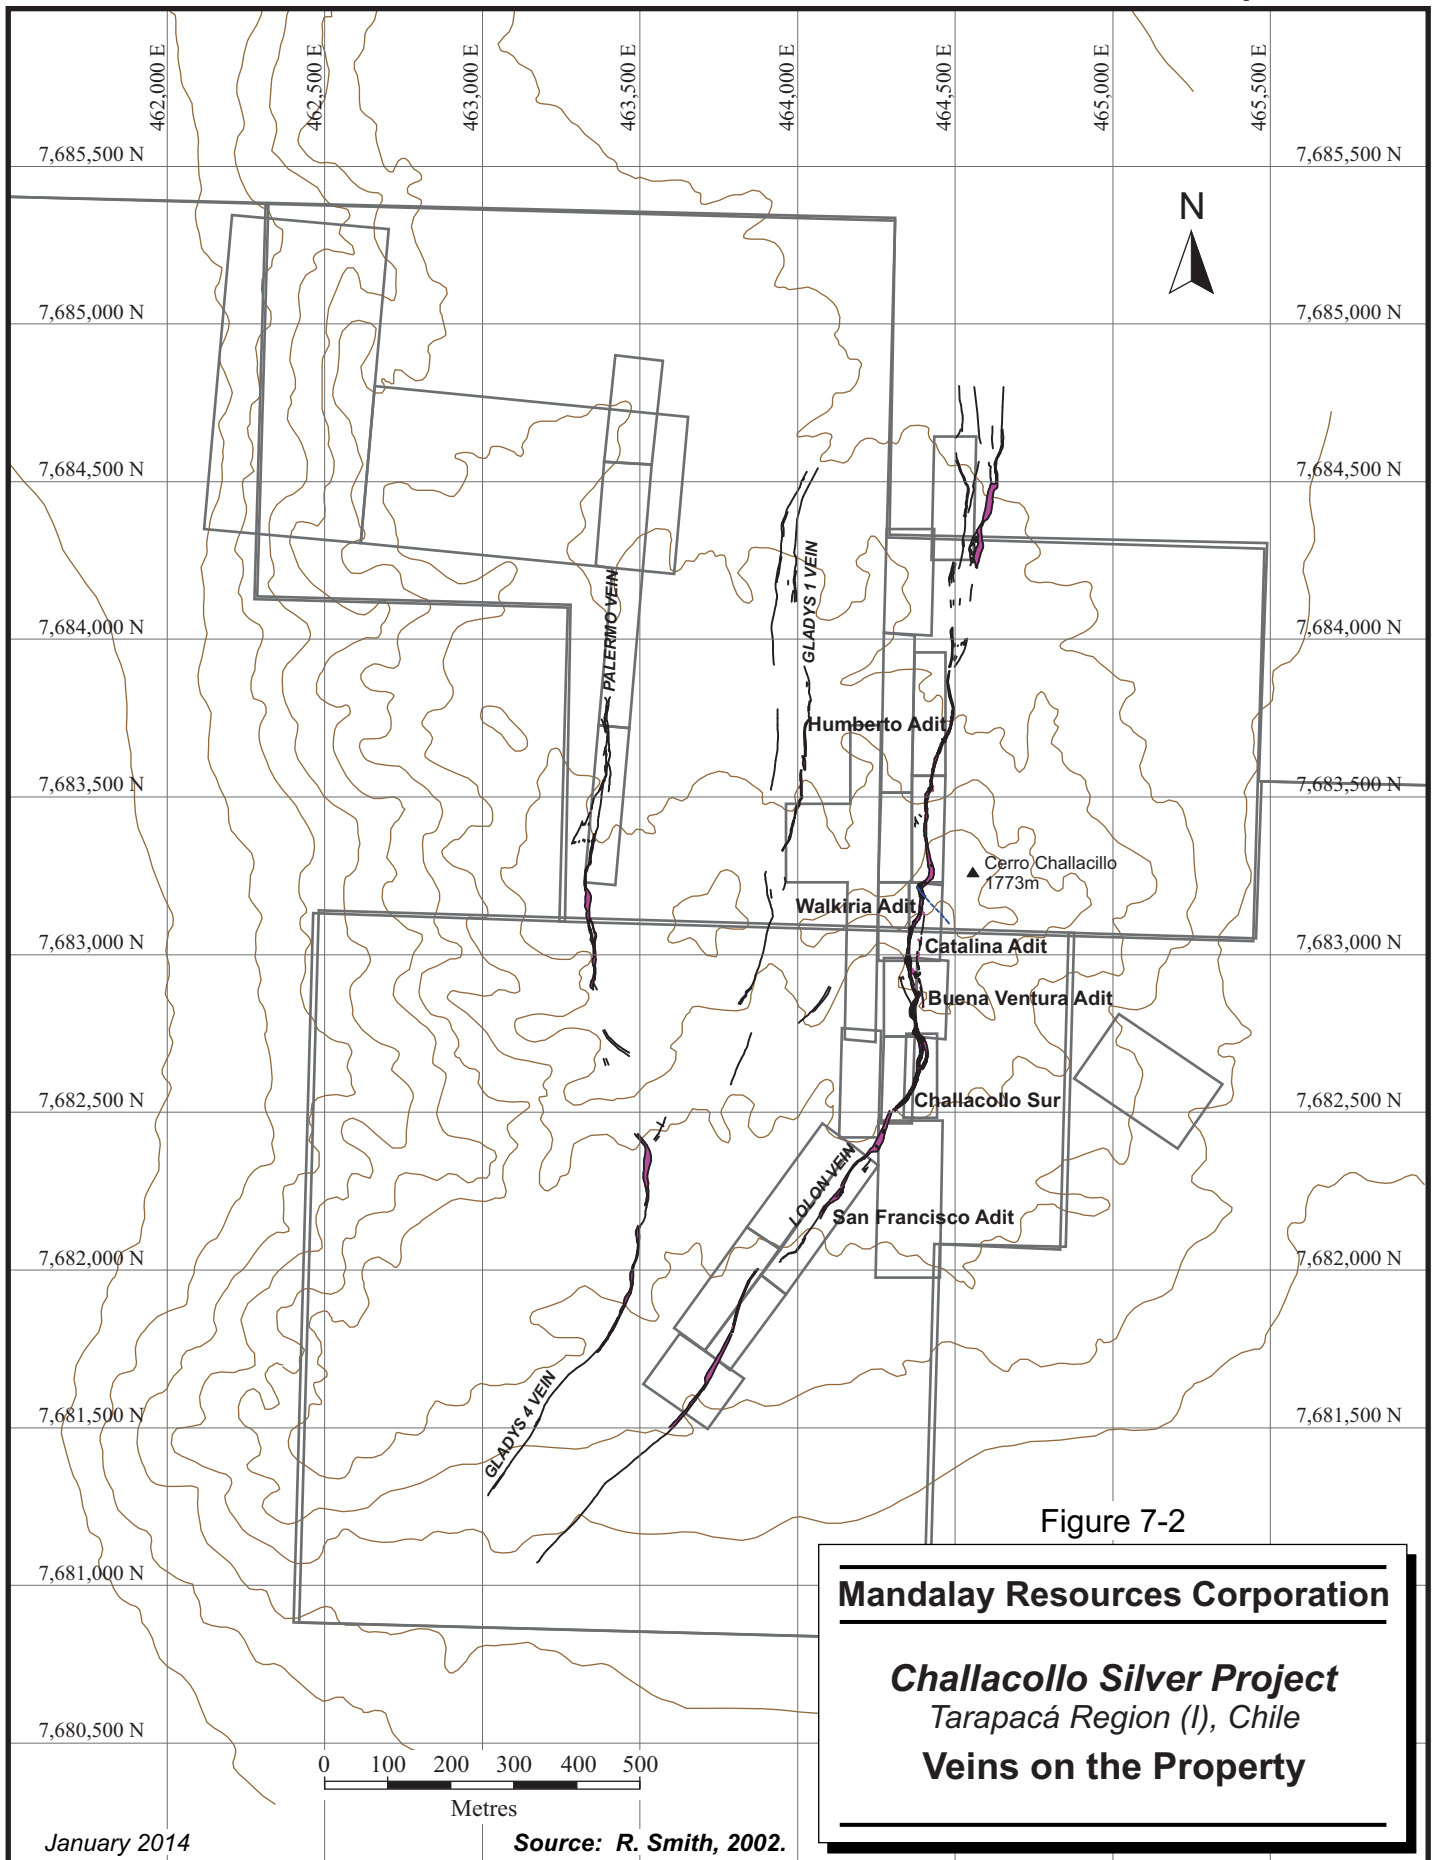 462,000 E
462,500 E
463,000 E
463,500 E
464,000 E
464,500 E
465,000 E
465,500 E
7,685,500 N
7,685,500 N
N
7,685,000 N
7,685,000 N
7,684,500 N
7,684,500 N
PALERMO VEIN
GLADYS 1 VEIN
7,684,000 N
7,684,000 N
Humberto Adit
7,683,500 N
7,683,500 N
Cerro Challacillo
1773m
Walkiria Adit
7,683,000 N
Catalina Adit
7,683,000 N
Buena Ventura Adit
7,682,500 N
Challacollo Sur
7,682,500 N
LOLON VEIN
San Francisco Adit
7,682,000 N
7,682,000 N
GLADYS 4 VEIN
7,681,500 N
7,681,500 N
Figure 7-2
7,681,000 N
7,681,000 N
Mandalay Resources Corporation
Challacollo Silver Project
Tarapacá Region (I), Chile
Veins on the Property
7,680,500 N
0 100 200 300 400 500
Metres
January 2014
Source: R. Smith, 2002.